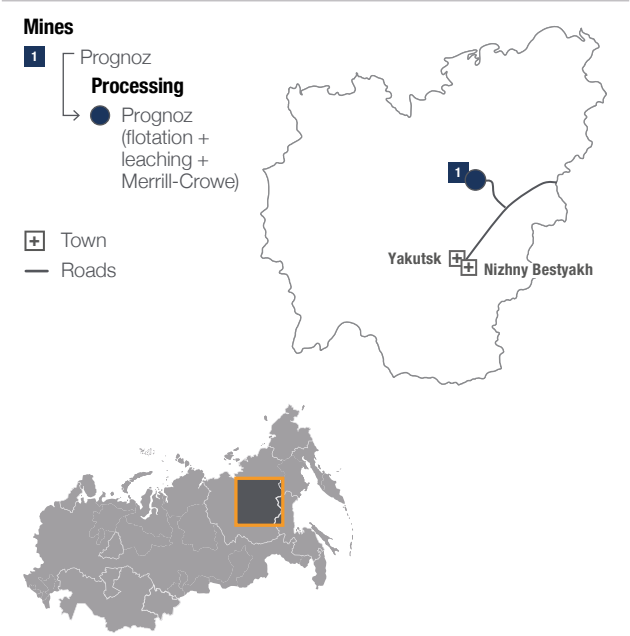 Mines
1 Prognoz
Processing
Prognoz
(flotation +
leaching +
Merrill-Crowe)
Town
Roads
1
Yakutsk
Nizhny Bestyakh